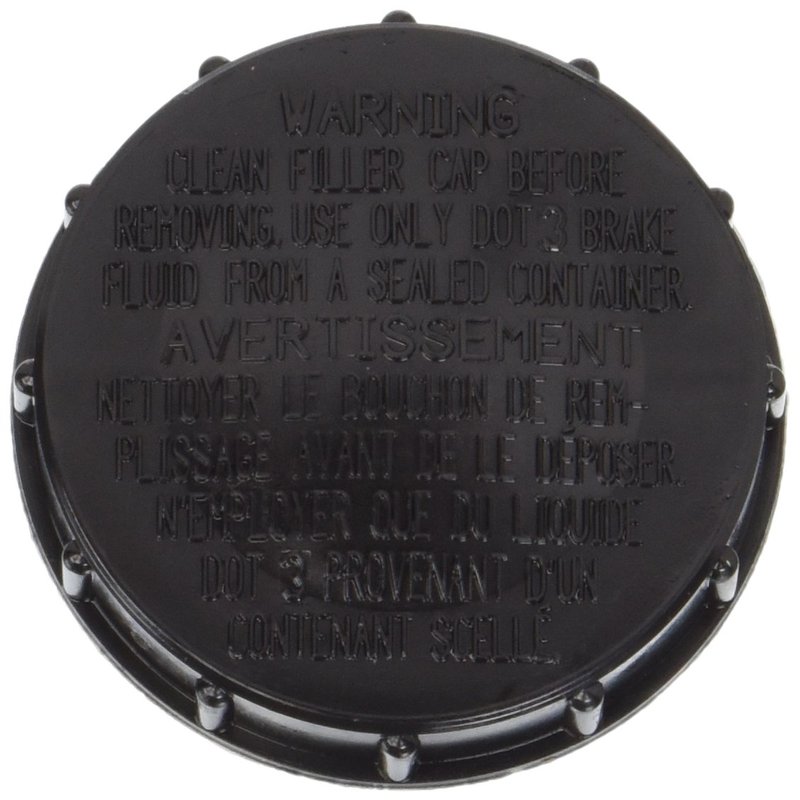 WARNING
CLEAN FILLER CAP BEFORE
REMOVING. USE ONLY DOT 3 BRAKE
FLUID FROM A SEALED CONTAINER.
AVERTISSEMENT
NETTOYER LE BOUCHON DE REM-
PLISSAGE AVANT DE LE DÉPOSER.
N'EMPLOYER QUE DU LIQUIDE
DOT 3 PROVENANT D'UN
CONTENANT SCELLÉ.